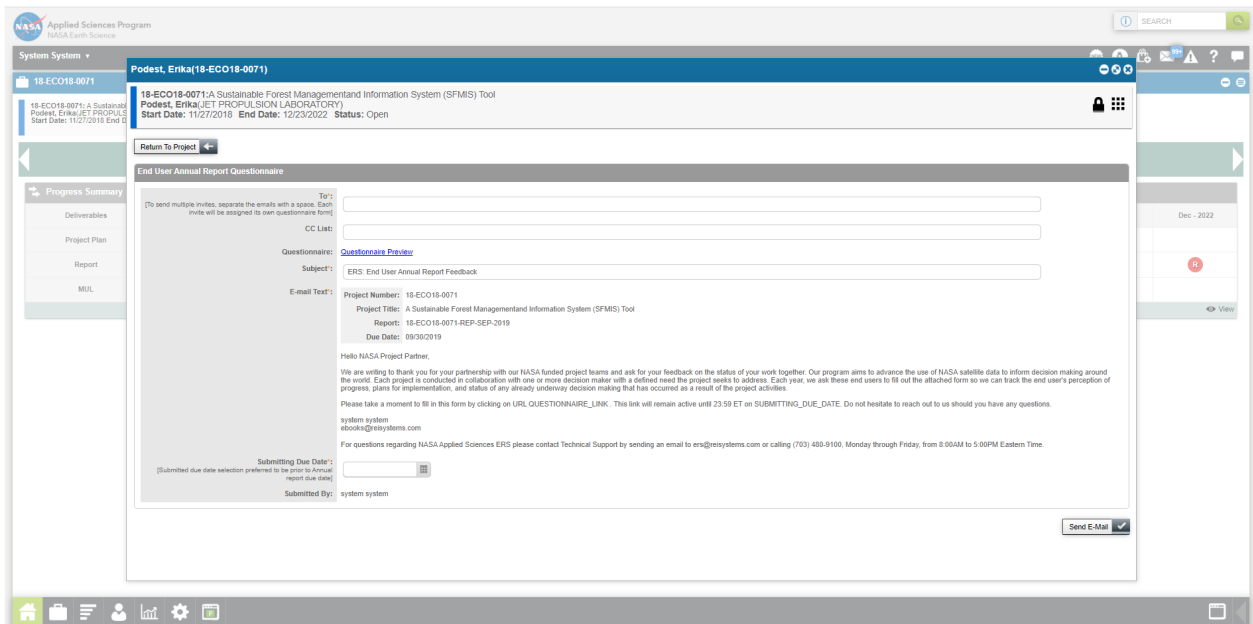 NASA
Applied Sciences Program
NASA Earth Science
SEARCH
System System
99+
?
18-ECO18-0071
18-ECO18-0071: A Sustainab
Podest, Erika(JET PROPULS
Start Date: 11/27/2018 End D
Podest, Erika(18-ECO18-0071)
18-ECO18-0071:A Sustainable Forest Managementand Information System (SFMIS) Tool
Podest, Erika(JET PROPULSION LABORATORY)
Start Date: 11/27/2018 End Date: 12/23/2022 Status: Open
Return To Project
End User Annual Report Questionnaire
To*:
[To send multiple invites, separate the emails with a space. Each
invite will be assigned its own questionnaire form]
CC List:
Questionnaire: Questionnaire Preview
Subject*: ERS: End User Annual Report Feedback
E-mail Text*:
Project Number: 18-ECO18-0071
Project Title: A Sustainable Forest Managementand Information System (SFMIS) Tool
Report: 18-ECO18-0071-REP-SEP-2019
Due Date: 09/30/2019
Hello NASA Project Partner,
We are writing to thank you for your partnership with our NASA funded project teams and ask for your feedback on the status of your work together. Our program aims to advance the use of NASA satellite data to inform decision making around
the world. Each project is conducted in collaboration with one or more decision maker with a defined need the project seeks to address. Each year, we ask these end users to fill out the attached form so we can track the end user's perception of
progress, plans for implementation, and status of any already underway decision making that has occurred as a result of the project activities.
Please take a moment to fill in this form by clicking on URL QUESTIONNAIRE_LINK . This link will remain active until 23:59 ET on SUBMITTING_DUE_DATE. Do not hesitate to reach out to us should you have any questions.
system system
ebooks@reisystems.com
For questions regarding NASA Applied Sciences ERS please contact Technical Support by sending an email to ers@reisystems.com or calling (703) 480-9100, Monday through Friday, from 8:00AM to 5:00PM Eastern Time.
Submitting Due Date*:
[Submitted due date selection preferred to be prior to Annual
report due date]
Submitted By: system system
Send E-Mail
Progress Summary
Deliverables
Project Plan
Report
MUL
Dec - 2022
R
View